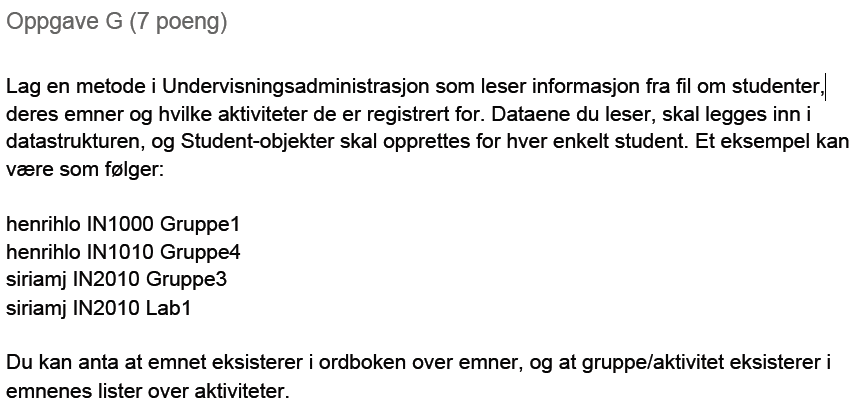 Oppgave G (7 poeng)
Lag en metode i Undervisningsadministrasjon som leser informasjon fra fil om studenter,
deres emner og hvilke aktiviteter de er registrert for. Dataene du leser, skal legges inn i
datastrukturen, og Student-objekter skal opprettes for hver enkelt student. Et eksempel kan
være som følger:
henrihlo IN1000 Gruppe1
henrihlo IN1010 Gruppe4
siriamj IN2010 Gruppe3
siriamj IN2010 Lab1
Du kan anta at emnet eksisterer i ordboken over emner, og at gruppe/aktivitet eksisterer i
emnenes lister over aktiviteter.